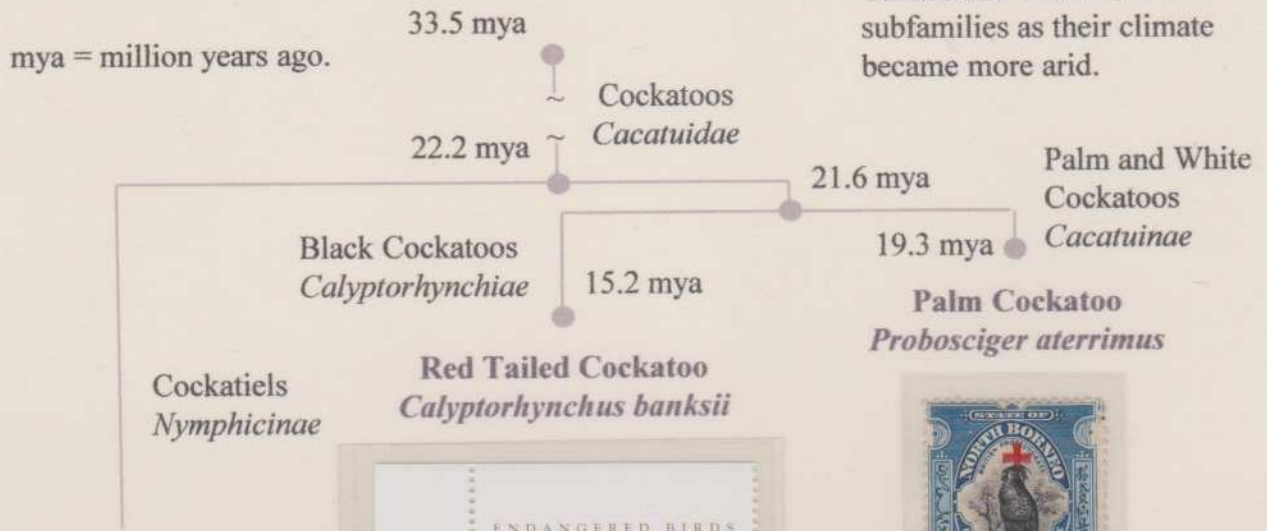 33.5 mya
mya = million years ago.
subfamilies as their climate
became more arid.
~ Cockatoos
Cacatuidae
22.2 mya ~
21.6 mya
Palm and White
Cockatoos
Cacatuinae
19.3 mya
Black Cockatoos
Calyptorhynchiae
15.2 mya
Palm Cockatoo
Probosciger aterrimus
Red Tailed Cockatoo
Calyptorhynchus banksii
Cockatiels
Nymphicinae
STATE OF
NORTH BORNEO
ENDANGERED BIRDS